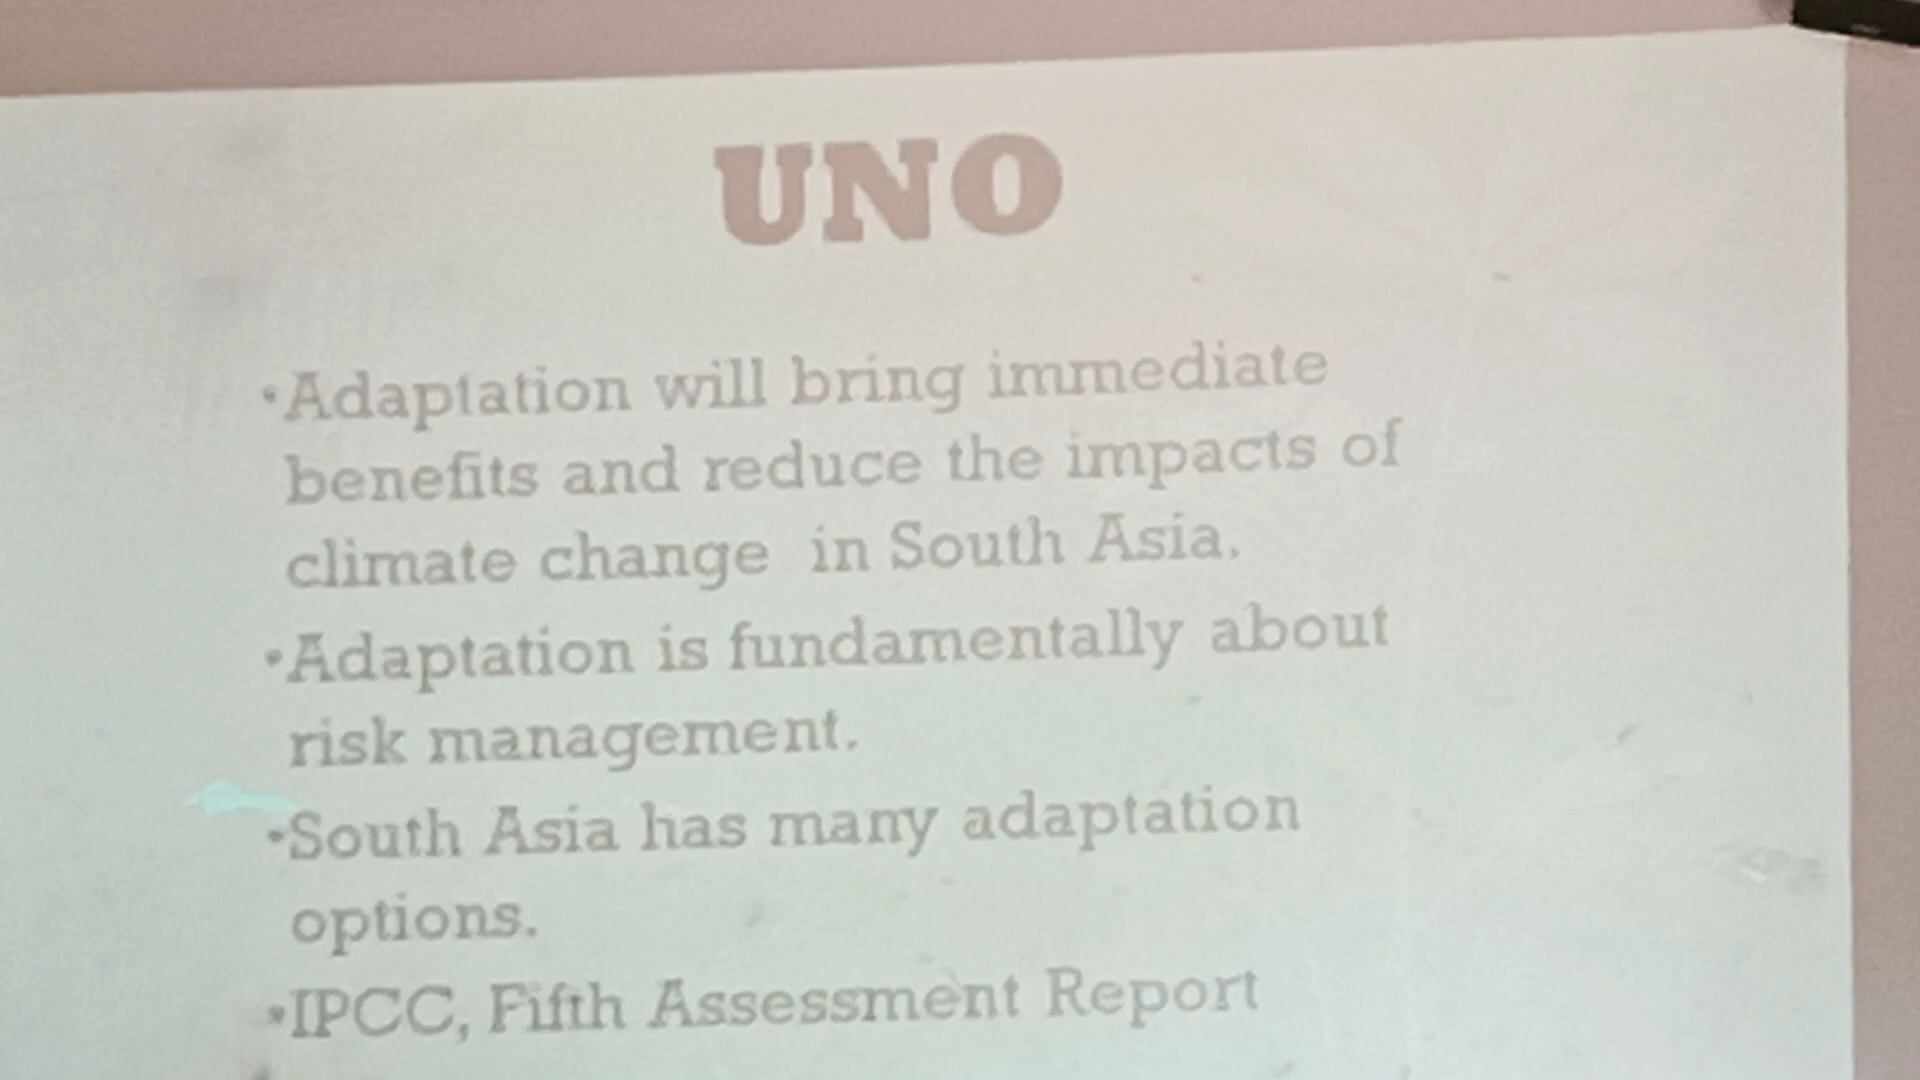 UNO
•Adaptation will bring immediate
benefits and reduce the impacts of
climate change in South Asia.
•Adaptation is fundamentally about
risk management.
•South Asia has many adaptation
options.
•IPCC, Fifth Assessment Report